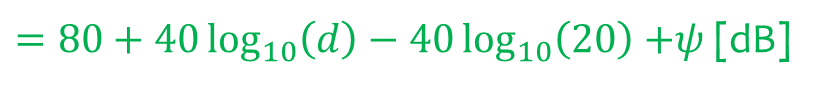 = 80 + 40 log₁₀(d) − 40 log₁₀(20) +ψ [dB]